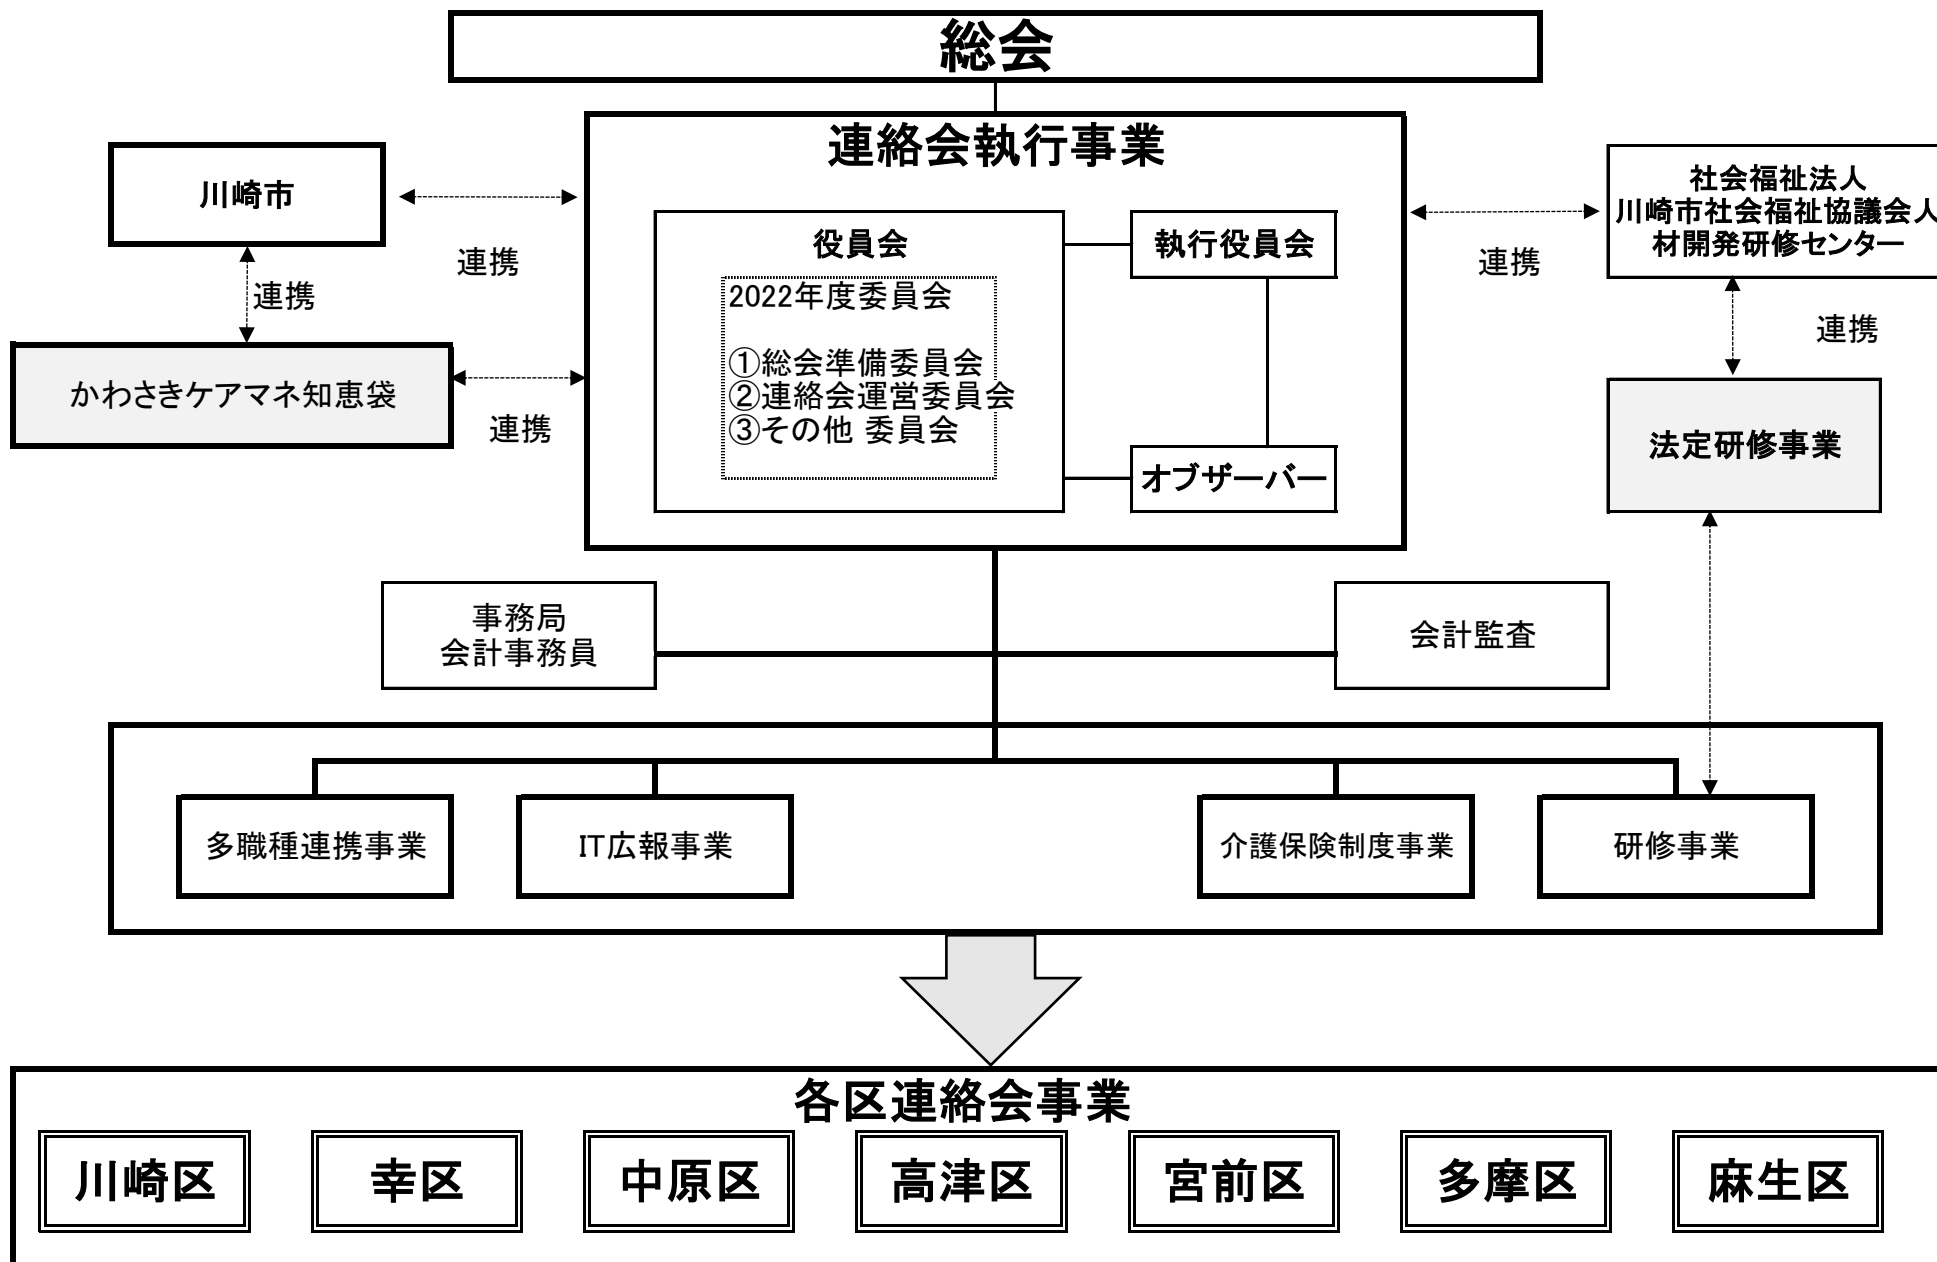 総会
連絡会執行事業
川崎市
社会福祉法人
川崎市社会福祉協議会人
材開発研修センター
役員会
執行役員会
連携
連携
連携
2022年度委員会
①総会準備委員会
②連絡会運営委員会
③その他 委員会
連携
かわさきケアマネ知恵袋
連携
法定研修事業
オブザーバー
事務局
会計事務員
会計監査
多職種連携事業
IT広報事業
介護保険制度事業
研修事業
各区連絡会事業
川崎区
幸区
中原区
高津区
宮前区
多摩区
麻生区